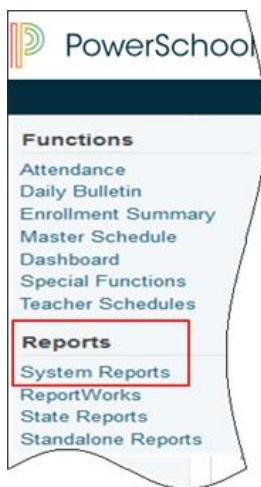 PowerSchool
Functions
Attendance
Daily Bulletin
Enrollment Summary
Master Schedule
Dashboard
Special Functions
Teacher Schedules
Reports
System Reports
ReportWorks
State Reports
Standalone Reports